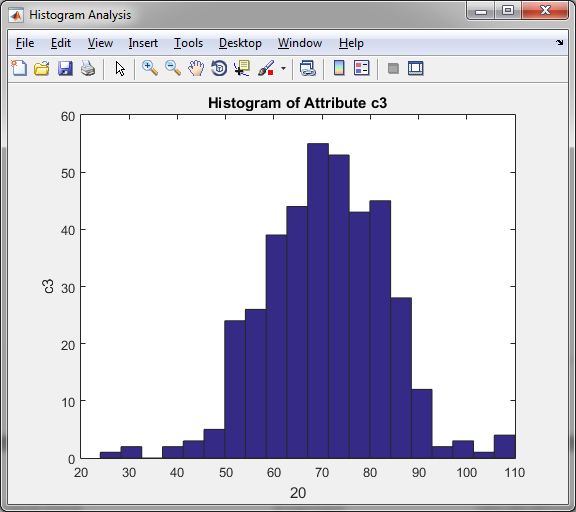 Histogram Analysis
File Edit View Insert Tools Desktop Window Help
Histogram of Attribute c3
60
50
40
30
20
10
0
c3
20 30 40 50 60 70 80 90 100 110
20